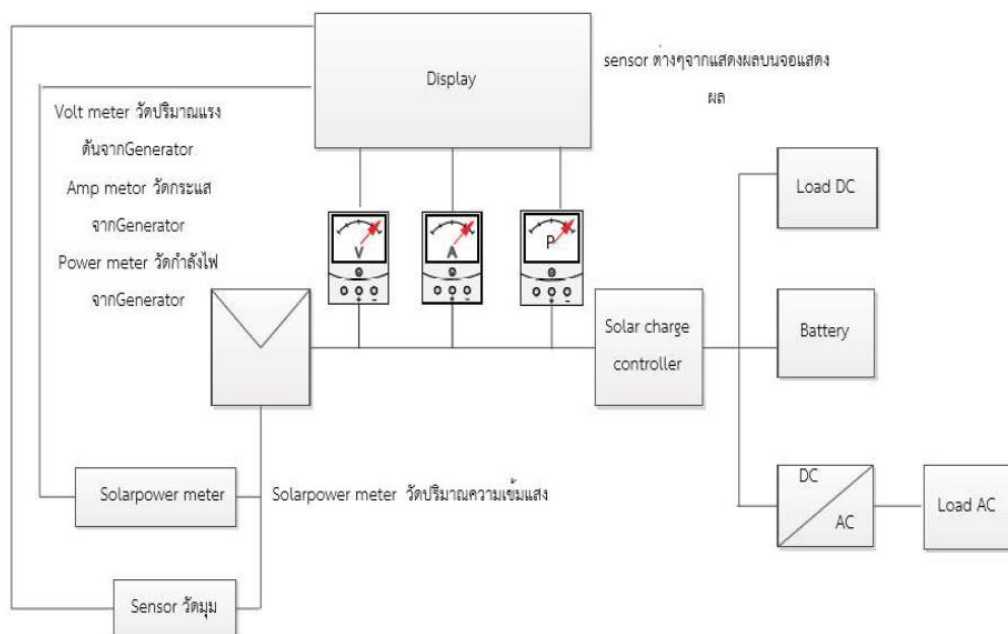 Display
sensor ต่างๆจากแสดงผลบนจอแสดง
ผล
Volt meter วัดปริมาณแรง
ดันจากGenerator
Amp metor วัดกระแส
จากGenerator
Power meter วัดกำลังไฟ
จากGenerator
V
A
P
Load DC
Solar charge
controller
Battery
Solarpower meter
Solarpower meter วัดปริมาณความเข้มแสง
DC
AC
Load AC
Sensor วัดมุม